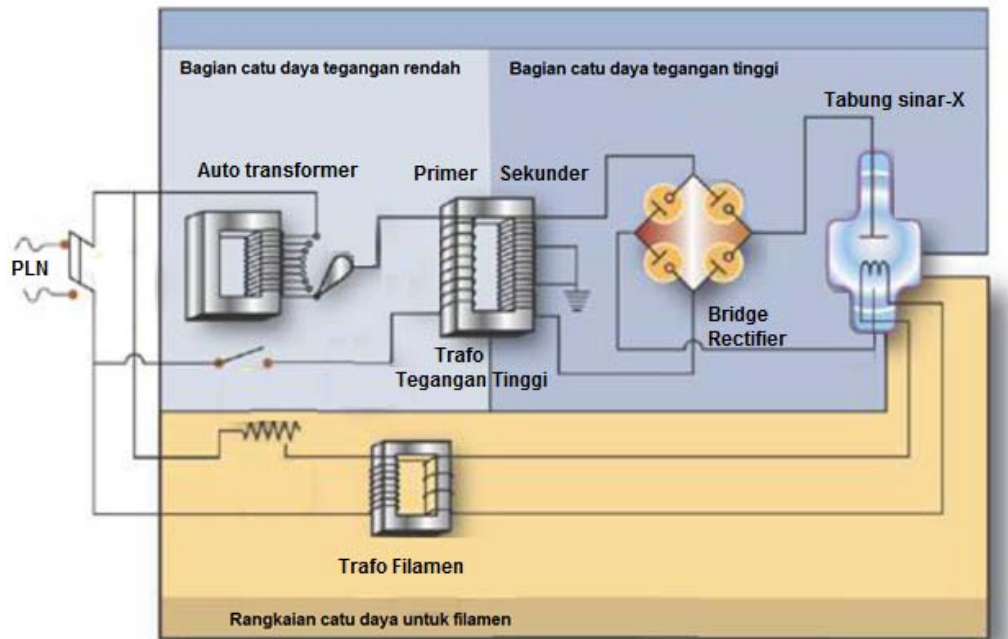 Bagian catu daya tegangan rendah
Bagian catu daya tegangan tinggi
Tabung sinar-X
Auto transformer
Primer
Sekunder
PLN
Bridge
Rectifier
Trafo
Tegangan Tinggi
Trafo Filamen
Rangkaian catu daya untuk filamen